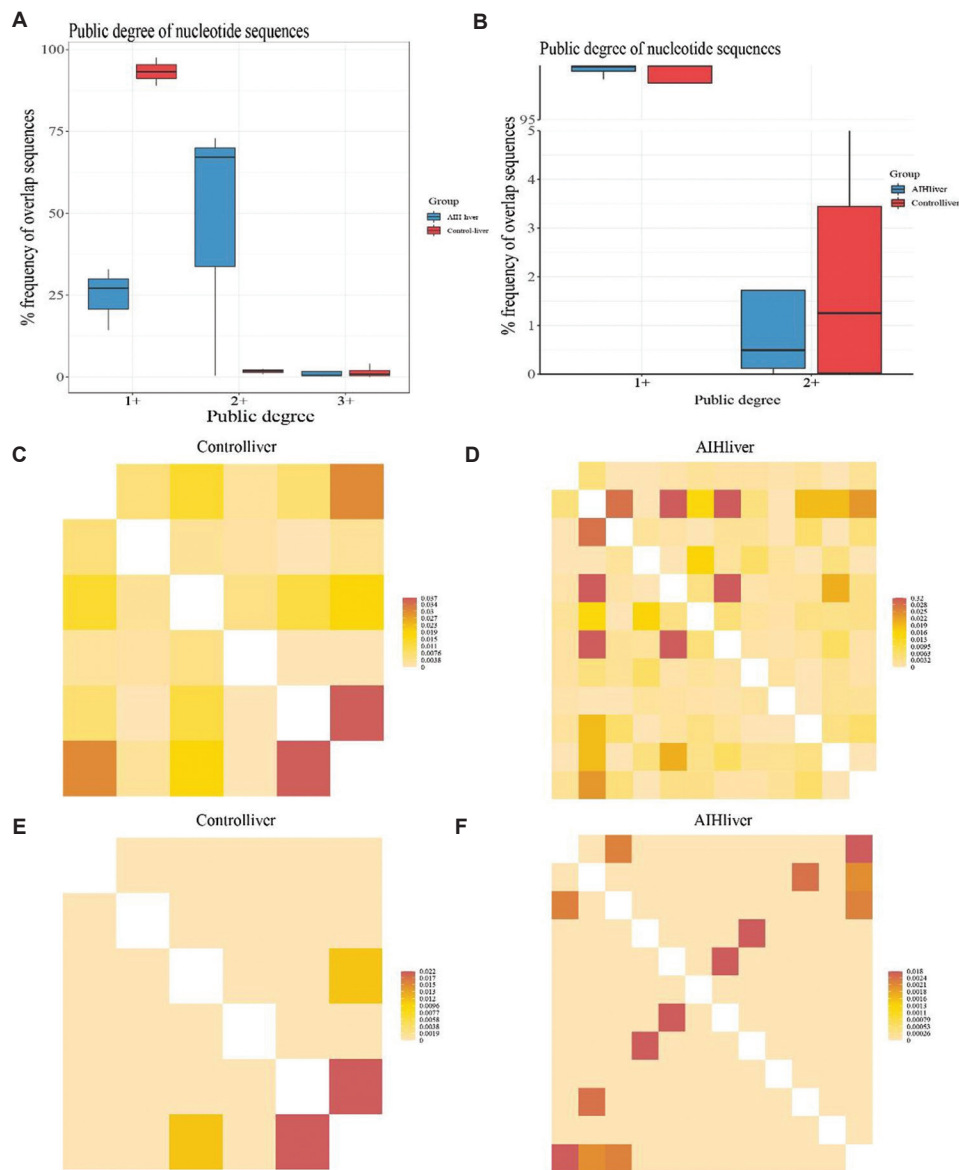 A
Public degree of nucleotide sequences
% frequency of overlap sequences
100
75
50
25
0
1+
2+
3+
Public degree
Group
AIH liver
Control-liver
B
Public degree of nucleotide sequences
% frequency of overlap sequences
95
5
4
3
2
1
0
1+
2+
Public degree
Group
AIHliver
Controlliver
C
Controlliver
0.037
0.034
0.03
0.027
0.023
0.019
0.015
0.011
0.0076
0.0038
0
D
AIHliver
0.32
0.028
0.025
0.022
0.019
0.016
0.013
0.0095
0.0063
0.0032
0
E
Controlliver
0.022
0.017
0.015
0.013
0.012
0.0096
0.0077
0.0058
0.0038
0.0019
0
F
AIHliver
0.018
0.0024
0.0021
0.0018
0.0016
0.0013
0.0011
0.00079
0.00053
0.00026
0